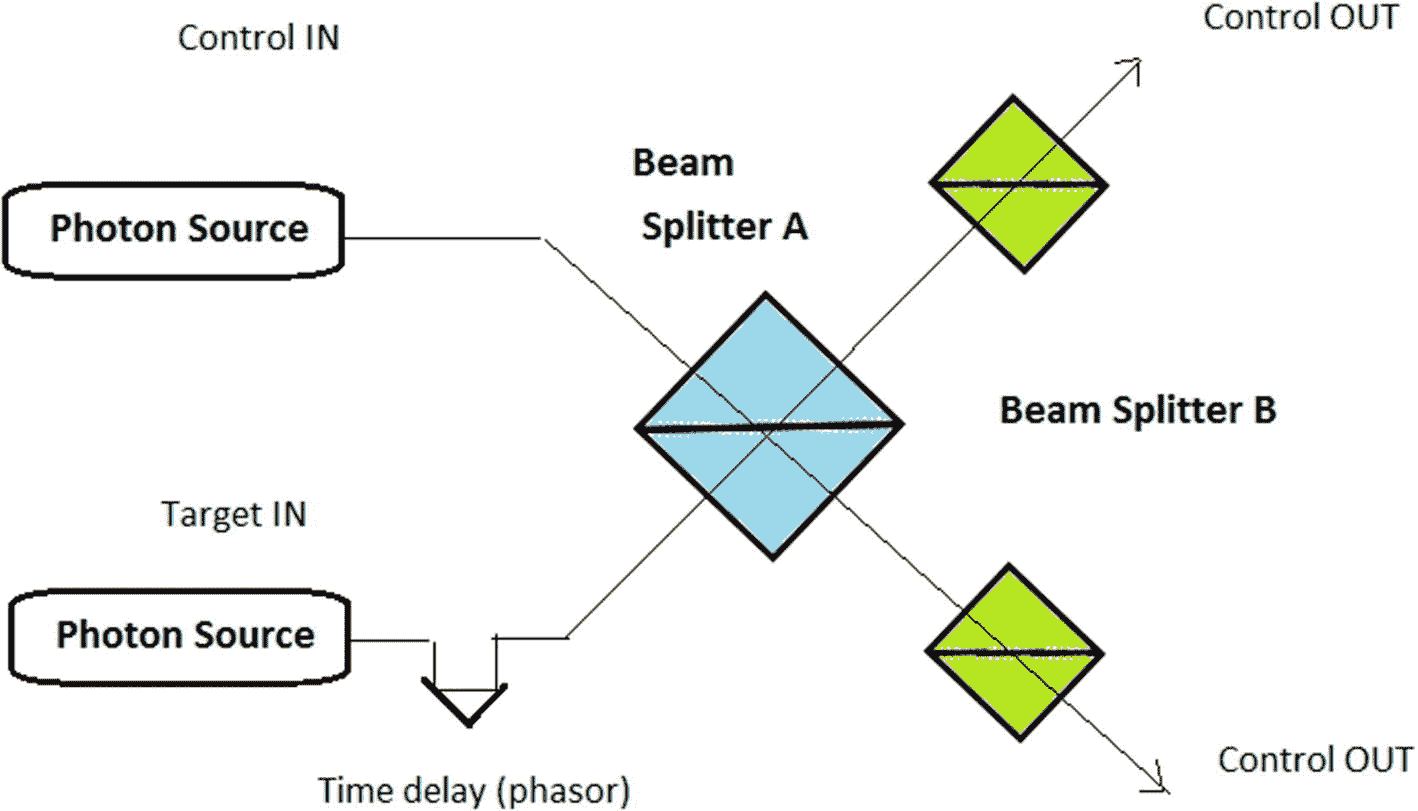 Control IN
Control OUT
Beam
Splitter A
Photon Source
Beam Splitter B
Target IN
Photon Source
Time delay (phasor)
Control OUT